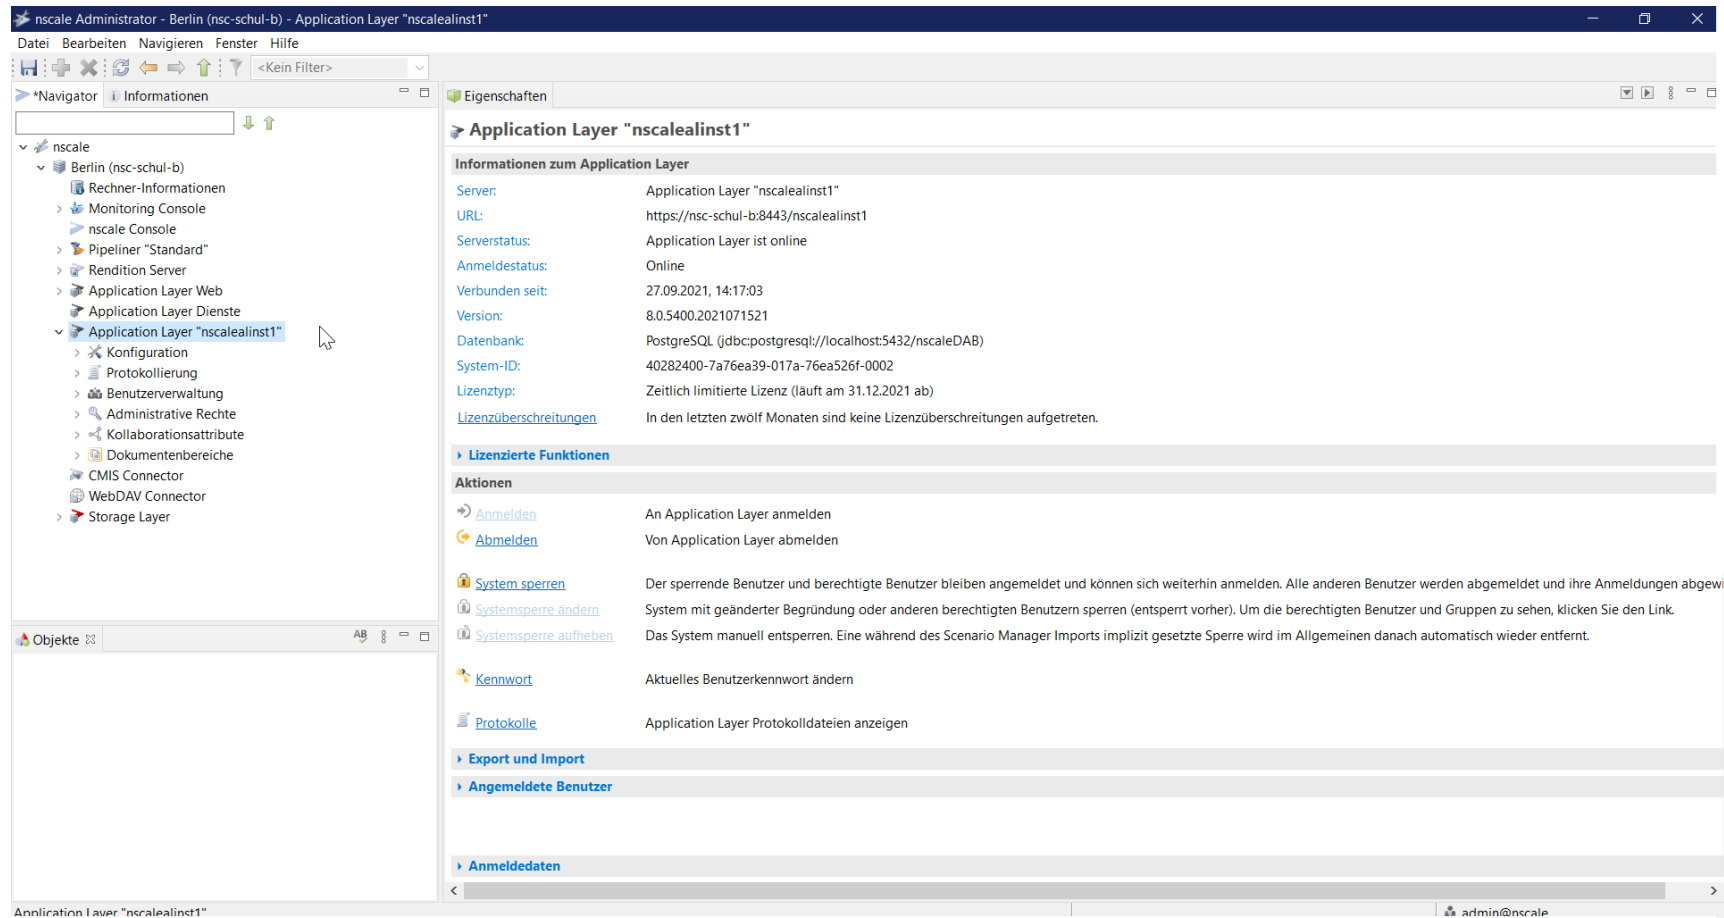 nscale Administrator - Berlin (nsc-schul-b) - Application Layer "nscalealinst1"
Datei Bearbeiten Navigieren Fenster Hilfe
<Kein Filter>
*Navigator Informationen
nscale
Berlin (nsc-schul-b)
Rechner-Informationen
Monitoring Console
nscale Console
Pipeliner "Standard"
Rendition Server
Application Layer Web
Application Layer Dienste
Application Layer "nscalealinst1"
Konfiguration
Protokollierung
Benutzerverwaltung
Administrative Rechte
Kollaborationsattribute
Dokumentenbereiche
CMIS Connector
WebDAV Connector
Storage Layer
Objekte
AB
Eigenschaften
Application Layer "nscalealinst1"
Informationen zum Application Layer
Server: Application Layer "nscalealinst1"
URL: https://nsc-schul-b:8443/nscalealinst1
Serverstatus: Application Layer ist online
Anmeldestatus: Online
Verbunden seit: 27.09.2021, 14:17:03
Version: 8.0.5400.2021071521
Datenbank: PostgreSQL (jdbc:postgresql://localhost:5432/nscaleDAB)
System-ID: 40282400-7a76ea39-017a-76ea526f-0002
Lizenztyp: Zeitlich limitierte Lizenz (läuft am 31.12.2021 ab)
Lizenzüberschreitungen In den letzten zwölf Monaten sind keine Lizenzüberschreitungen aufgetreten.
Lizenzierte Funktionen
Aktionen
Anmelden An Application Layer anmelden
Abmelden Von Application Layer abmelden
System sperren Der sperrende Benutzer und berechtigte Benutzer bleiben angemeldet und können sich weiterhin anmelden. Alle anderen Benutzer werden abgemeldet und ihre Anmeldungen abgewi
Systemsperre ändern System mit geänderter Begründung oder anderen berechtigten Benutzern sperren (entsperrt vorher). Um die berechtigten Benutzer und Gruppen zu sehen, klicken Sie den Link.
Systemsperre aufheben Das System manuell entsperren. Eine während des Scenario Manager Imports implizit gesetzte Sperre wird im Allgemeinen danach automatisch wieder entfernt.
Kennwort Aktuelles Benutzerkennwort ändern
Protokolle Application Layer Protokolldateien anzeigen
Export und Import
Angemeldete Benutzer
Anmeldedaten
Application Layer "nscalealinst1"
admin@nscale